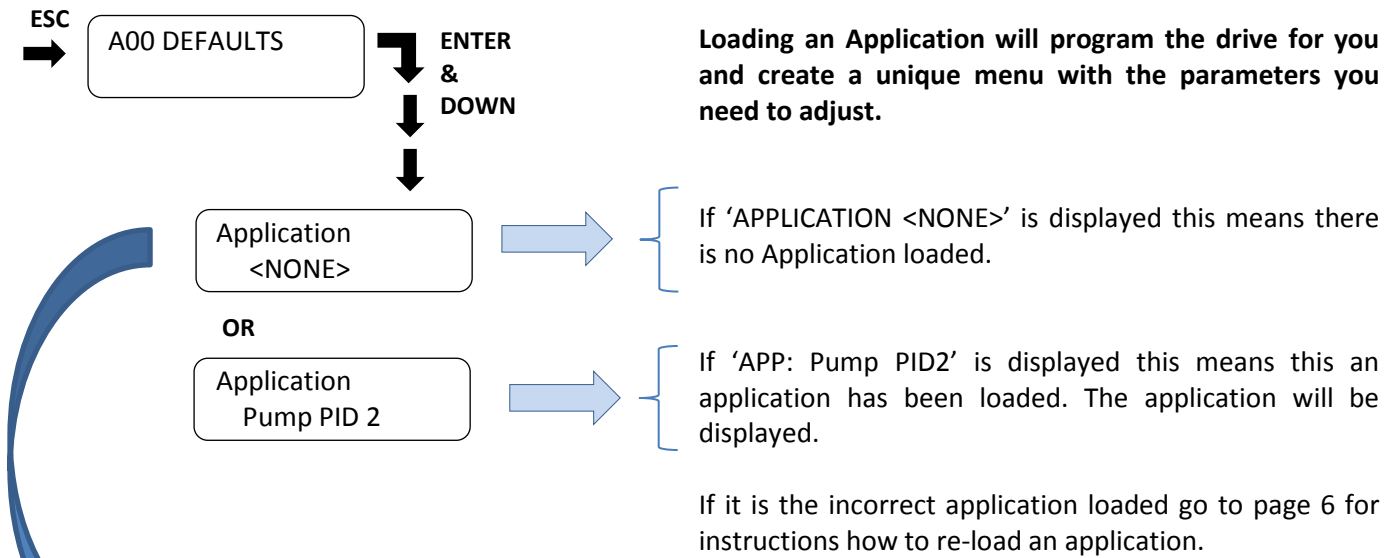 ESC
A00 DEFAULTS
ENTER
&
DOWN
Loading an Application will program the drive for you
and create a unique menu with the parameters you
need to adjust.
Application
<NONE>
If ‘APPLICATION <NONE>’ is displayed this means there
is no Application loaded.
OR
Application
Pump PID 2
If ‘APP: Pump PID2’ is displayed this means this an
application has been loaded. The application will be
displayed.
If it is the incorrect application loaded go to page 6 for
instructions how to re-load an application.